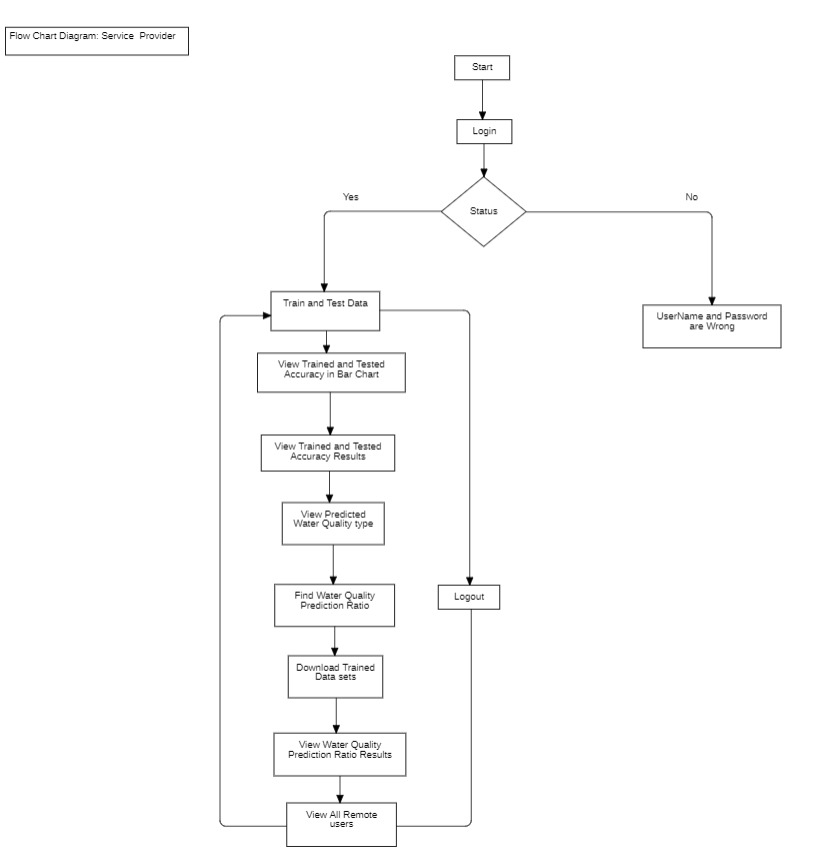 Flow Chart Diagram: Service Provider
Start
Login
Yes
No
Status
Train and Test Data
UserName and Password
are Wrong
View Trained and Tested
Accuracy in Bar Chart
View Trained and Tested
Accuracy Results
View Predicted
Water Quality type
Find Water Quality
Prediction Ratio
Logout
Download Trained
Data sets
View Water Quality
Prediction Ratio Results
View All Remote
users